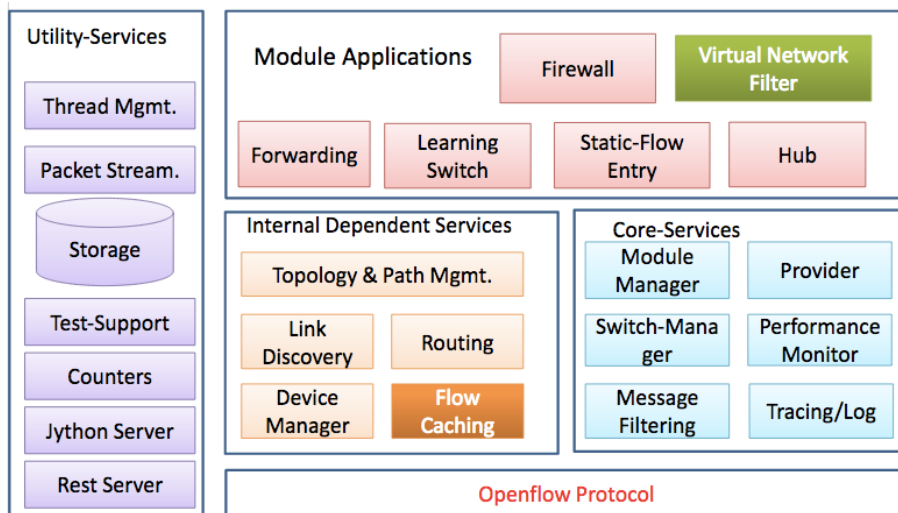 Utility-Services
Thread Mgmt.
Packet Stream.
Storage
Test-Support
Counters
Jython Server
Rest Server
Module Applications
Firewall
Virtual Network
Filter
Forwarding
Learning
Switch
Static-Flow
Entry
Hub
Internal Dependent Services
Topology & Path Mgmt.
Link
Discovery
Routing
Device
Manager
Flow
Caching
Core-Services
Module
Manager
Provider
Switch-Mana
ger
Performance
Monitor
Message
Filtering
Tracing/Log
Openflow Protocol